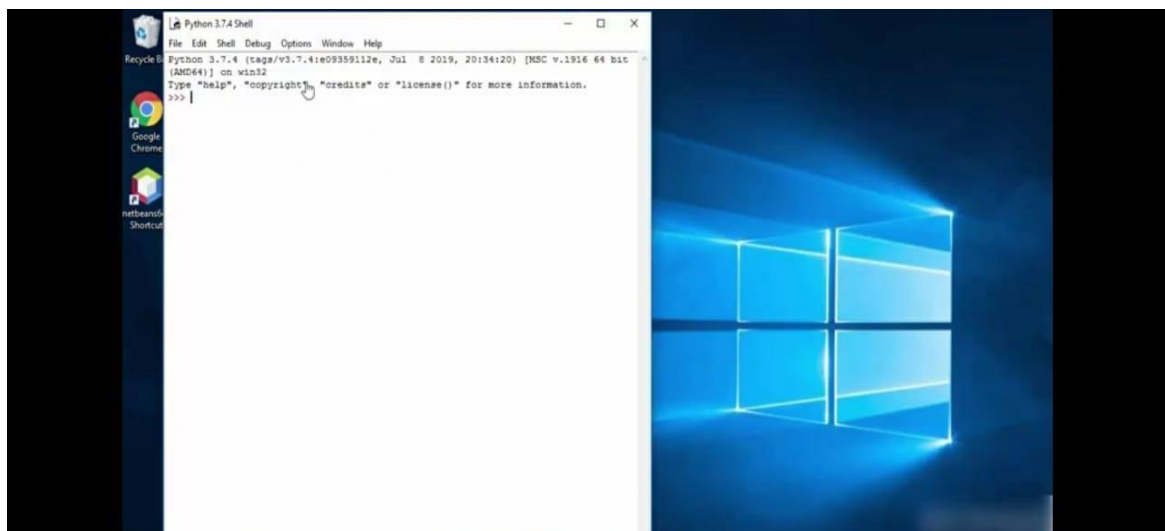 Python 3.7.4 Shell
File Edit Shell Debug Options Window Help
Python 3.7.4 (tags/v3.7.4:e09359112e, Jul 8 2019, 20:34:20) [MSC v.1916 64 bit
(AMD64)] on win32
Type "help", "copyright", "credits" or "license()" for more information.
>>>
Recycle Bi
Google
Chrome
netbeans6
Shortcut